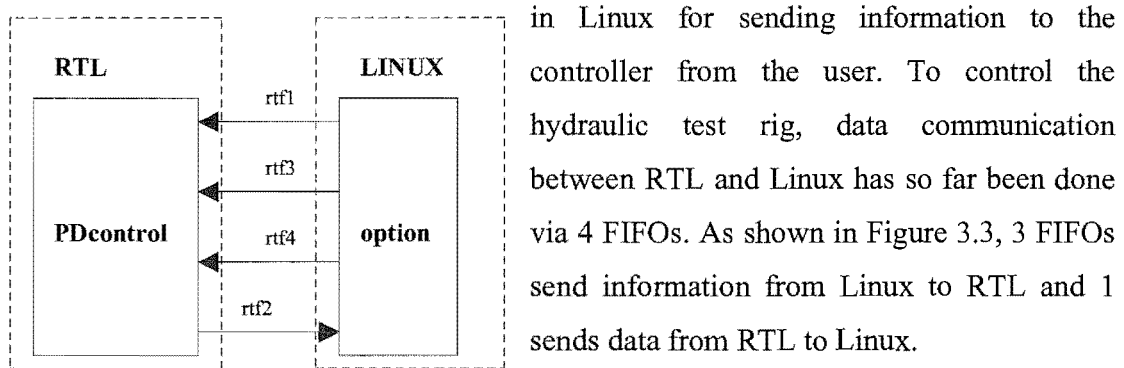 RTL
LINUX
rtf1
rtf3
PDcontrol
rtf4
option
rtf2
in Linux for sending information to the
controller from the user. To control the
hydraulic test rig, data communication
between RTL and Linux has so far been done
via 4 FIFOs. As shown in Figure 3.3, 3 FIFOs
send information from Linux to RTL and 1
sends data from RTL to Linux.